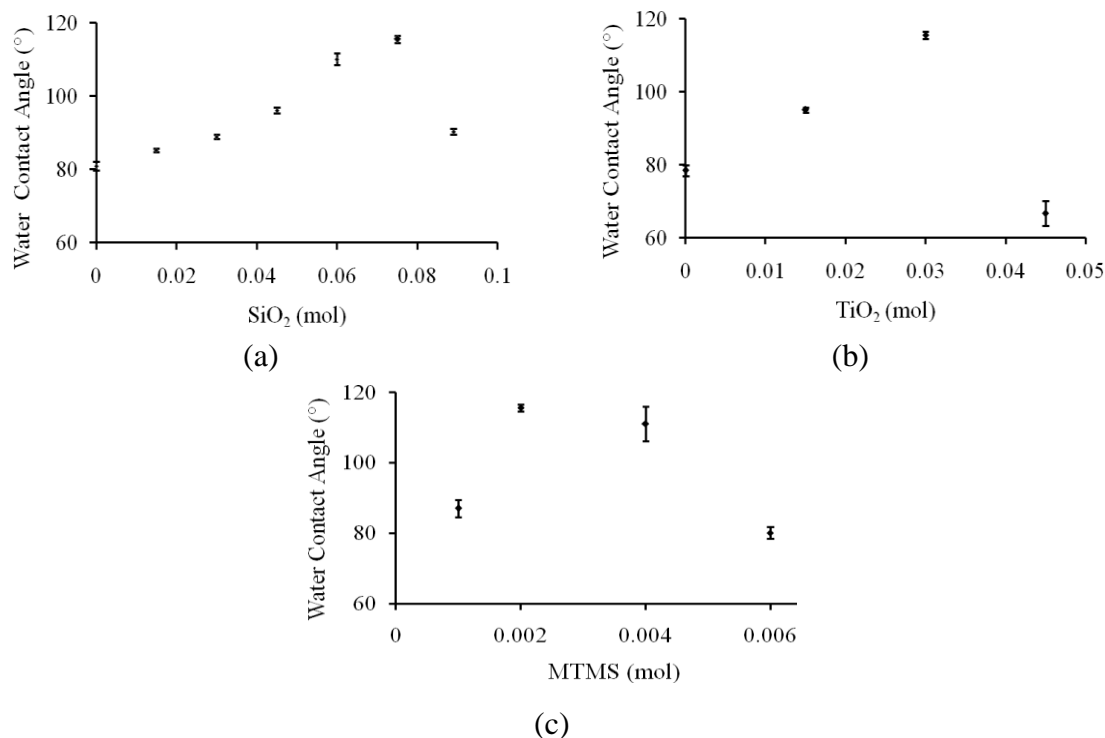 120
100
80
60
Water Contact Angle (°)
0 0.02 0.04 0.06 0.08 0.1
SiO₂ (mol)
(a)
120
100
80
60
Water Contact Angle (°)
0 0.01 0.02 0.03 0.04 0.05
TiO₂ (mol)
(b)
120
100
80
60
Water Contact Angle (°)
0 0.002 0.004 0.006
MTMS (mol)
(c)